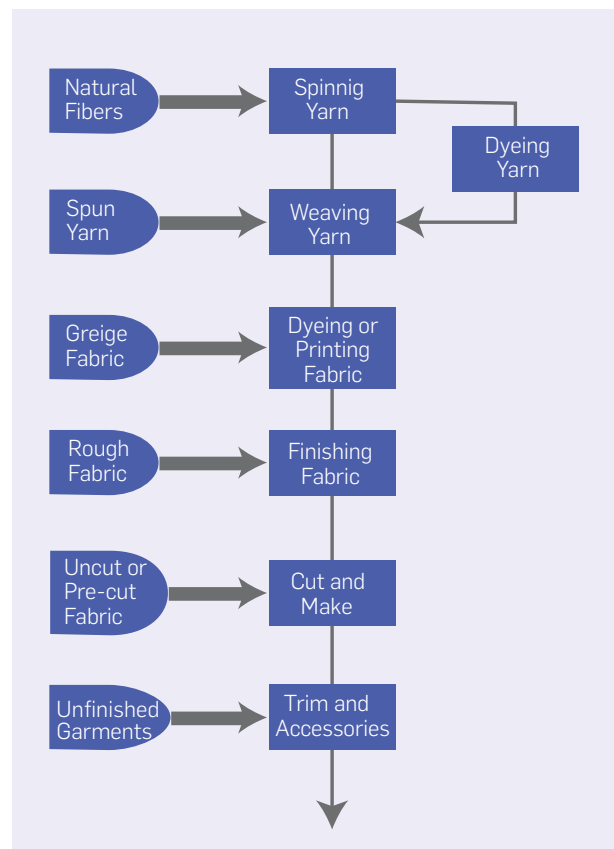 Natural
Fibers
Spinnig
Yarn
Dyeing
Yarn
Spun
Yarn
Weaving
Yarn
Greige
Fabric
Dyeing or
Printing
Fabric
Rough
Fabric
Finishing
Fabric
Uncut or
Pre-cut
Fabric
Cut and
Make
Unfinished
Garments
Trim and
Accessories